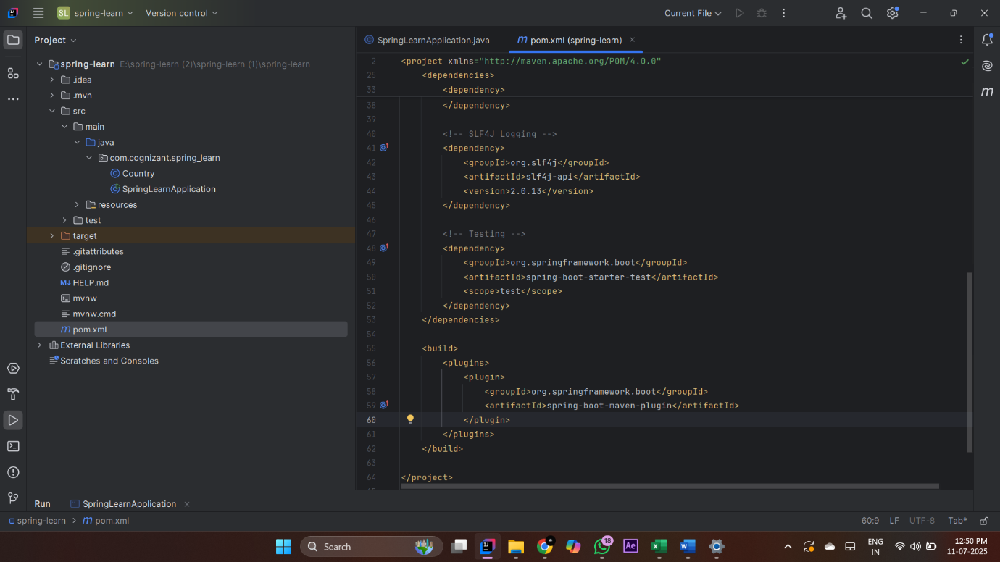 SL spring-learn Version control Current File
Project
SpringLearnApplication.java
pom.xml (spring-learn)
spring-learn E:\spring-learn (2)\spring-learn (1)\spring-learn
.idea
.mvn
src
main
java
com.cognizant.spring_learn
Country
SpringLearnApplication
resources
test
target
.gitattributes
.gitignore
HELP.md
mvnw
mvnw.cmd
pom.xml
External Libraries
Scratches and Consoles
2 <project xmlns="http://maven.apache.org/POM/4.0.0"
25 <dependencies>
33 <dependency>
38 </dependency>
39
40 <!-- SLF4J Logging -->
41 <dependency>
42 <groupId>org.slf4j</groupId>
43 <artifactId>slf4j-api</artifactId>
44 <version>2.0.13</version>
45 </dependency>
46
47 <!-- Testing -->
48 <dependency>
49 <groupId>org.springframework.boot</groupId>
50 <artifactId>spring-boot-starter-test</artifactId>
51 <scope>test</scope>
52 </dependency>
53 </dependencies>
54
55 <build>
56 <plugins>
57 <plugin>
58 <groupId>org.springframework.boot</groupId>
59 <artifactId>spring-boot-maven-plugin</artifactId>
60 </plugin>
61 </plugins>
62 </build>
63
64 </project>
Run SpringLearnApplication
spring-learn > pom.xml 60:9 LF UTF-8 Tab*
Search
18
Ae
ENG
IN
12:50 PM
11-07-2025